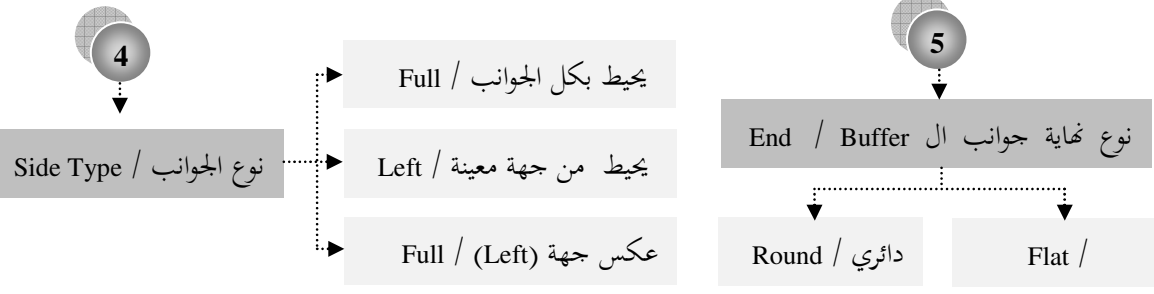 4
نوع الجوانب / Side Type
يحيط بكل الجوانب / Full
يحيط من جهة معينة / Left
عكس جهة (Left) / Full
5
نوع نهاية جوانب ال End / Buffer
دائري / Round
Flat /